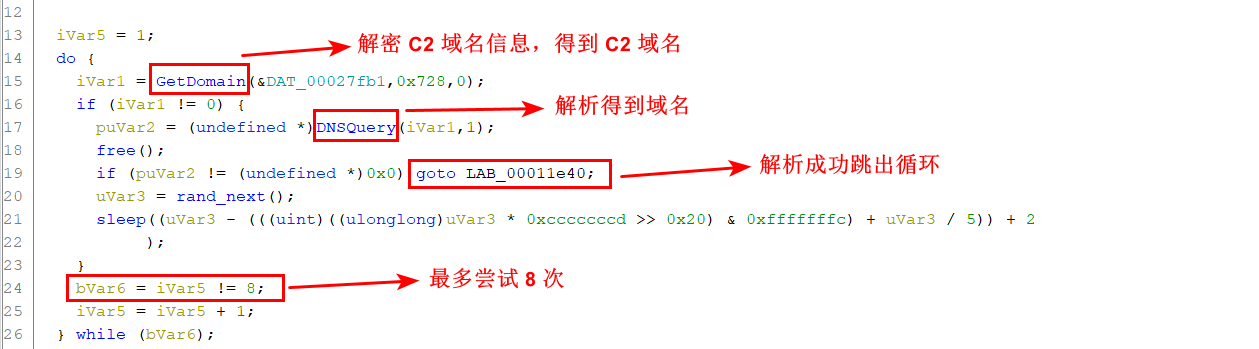 12
13 iVar5 = 1; 解密 C2 域名信息，得到 C2 域名
14 do {
15 iVar1 = GetDomain(&DAT_00027fb1,0x728,0);
16 if (iVar1 != 0) { 解析得到域名
17 puVar2 = (undefined *)DNSQuery(iVar1,1);
18 free();
19 if (puVar2 != (undefined *)0x0) goto LAB_00011e40; 解析成功跳出循环
20 uVar3 = rand_next();
21 sleep((uVar3 - (((uint)((ulonglong)uVar3 * 0xcccccccd >> 0x20) & 0xfffffffc) + uVar3 / 5)) + 2
22 );
23 }
24 bVar6 = iVar5 != 8; 最多尝试 8 次
25 iVar5 = iVar5 + 1;
26 } while (bVar6);